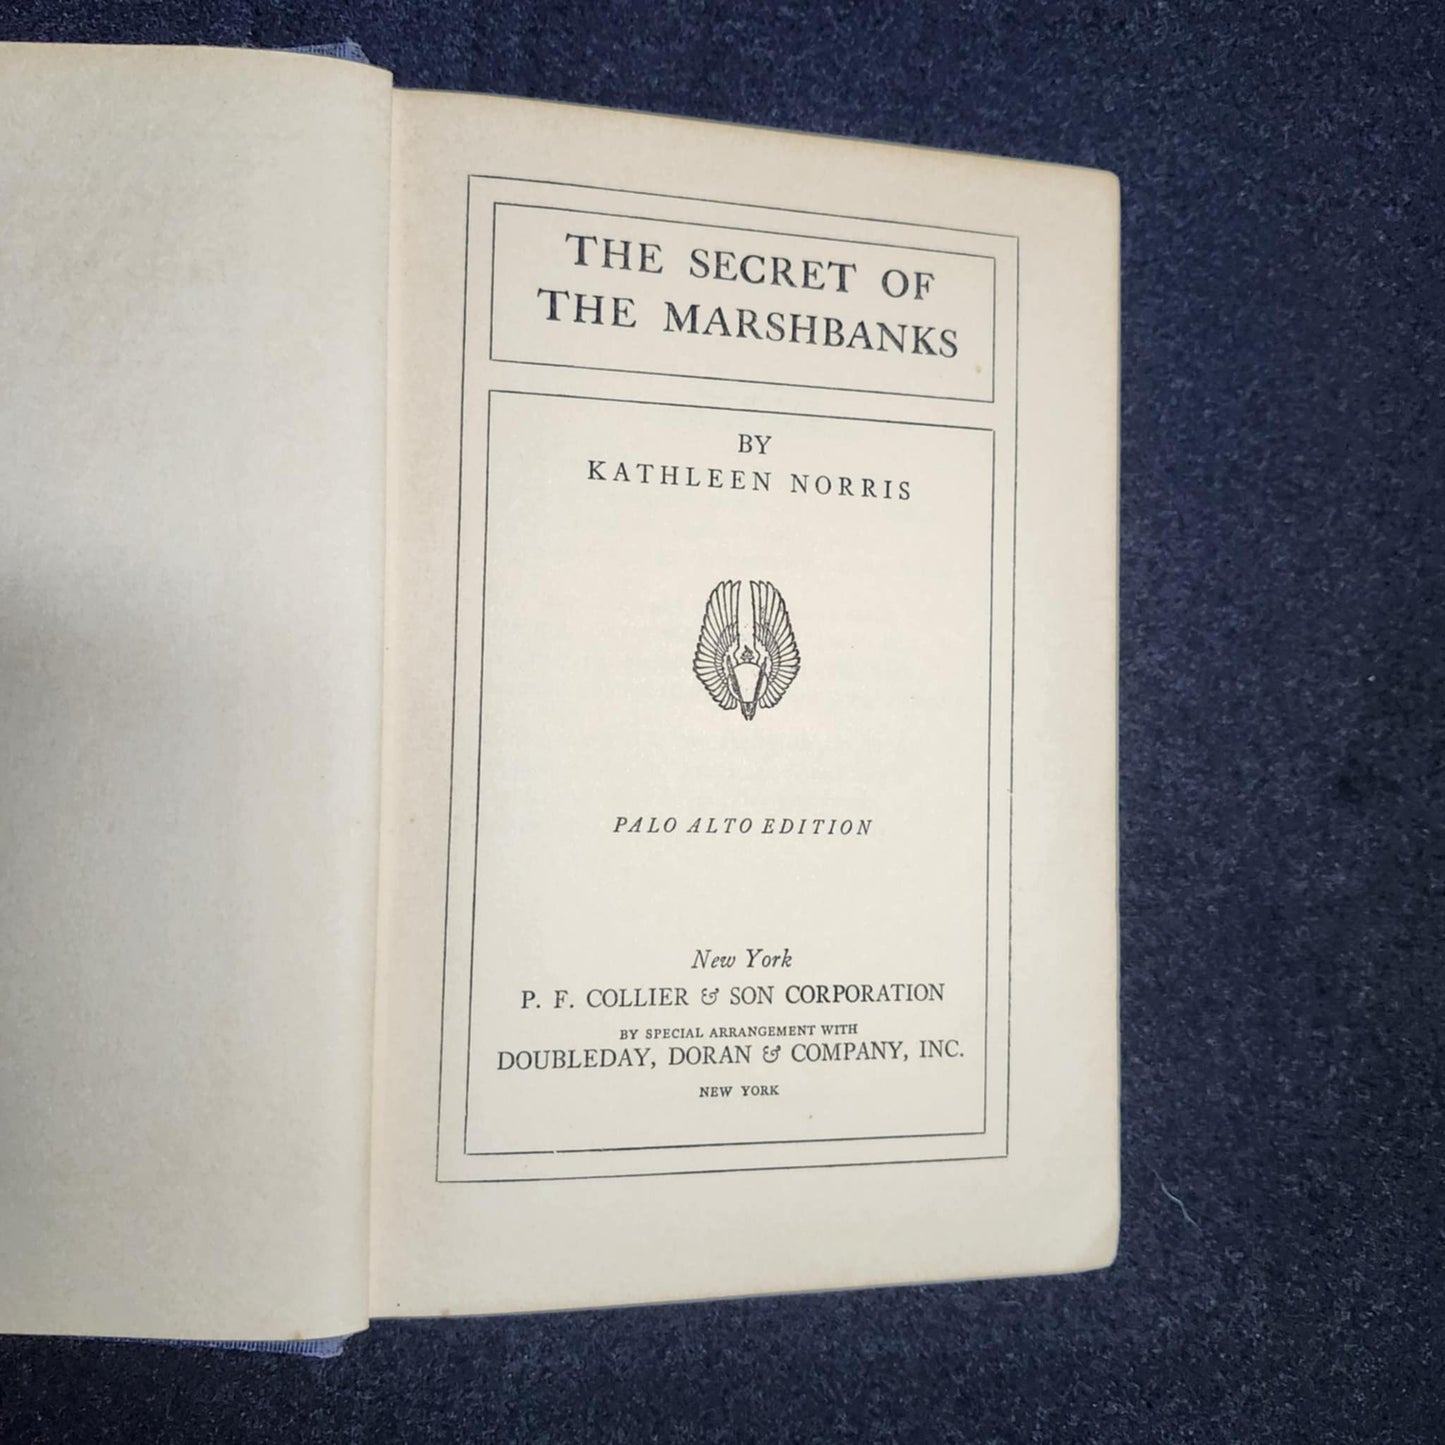 THE SECRET OF
THE MARSHBANKS
BY
KATHLEEN NORRIS
PALO ALTO EDITION
New York
P. F. COLLIER & SON CORPORATION
BY SPECIAL ARRANGEMENT WITH
DOUBLEDAY, DORAN & COMPANY, INC.
NEW YORK